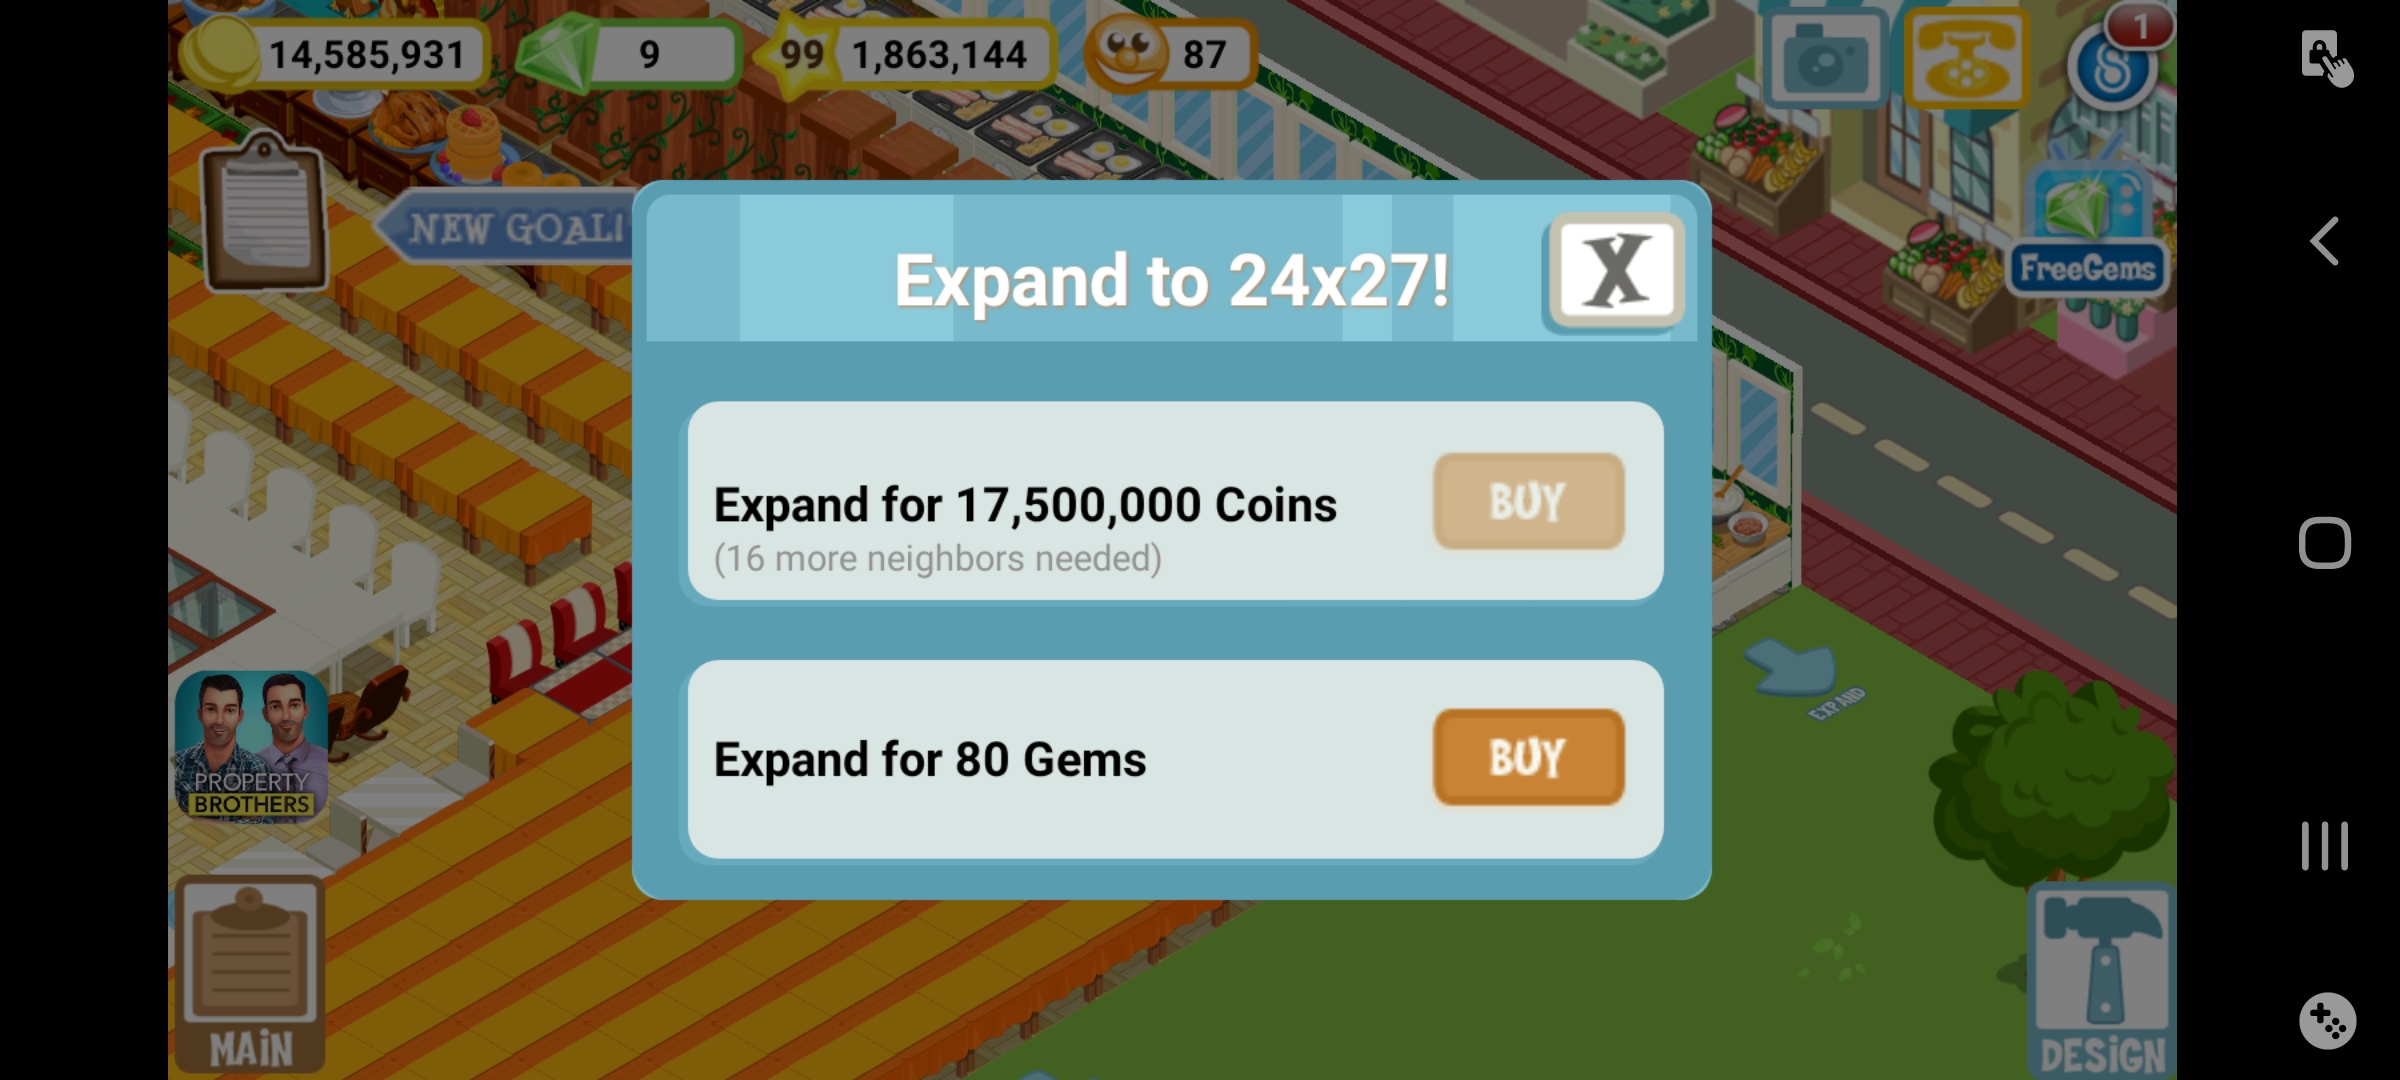 14,585,931
9
99
1,863,144
87
1
NEW GOAL!
FreeGems
Expand to 24x27!
X
Expand for 17,500,000 Coins
(16 more neighbors needed)
BUY
Expand for 80 Gems
BUY
EXPAND
PROPERTY
BROTHERS
MAIN
DESIGN